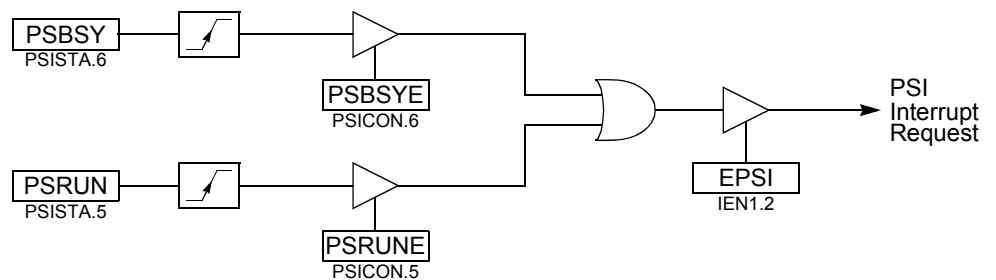 PSBSY
PSISTA.6
PSBSYE
PSICON.6
PSI
Interrupt
Request
PSRUN
PSISTA.5
EPSI
IEN1.2
PSRUNE
PSICON.5